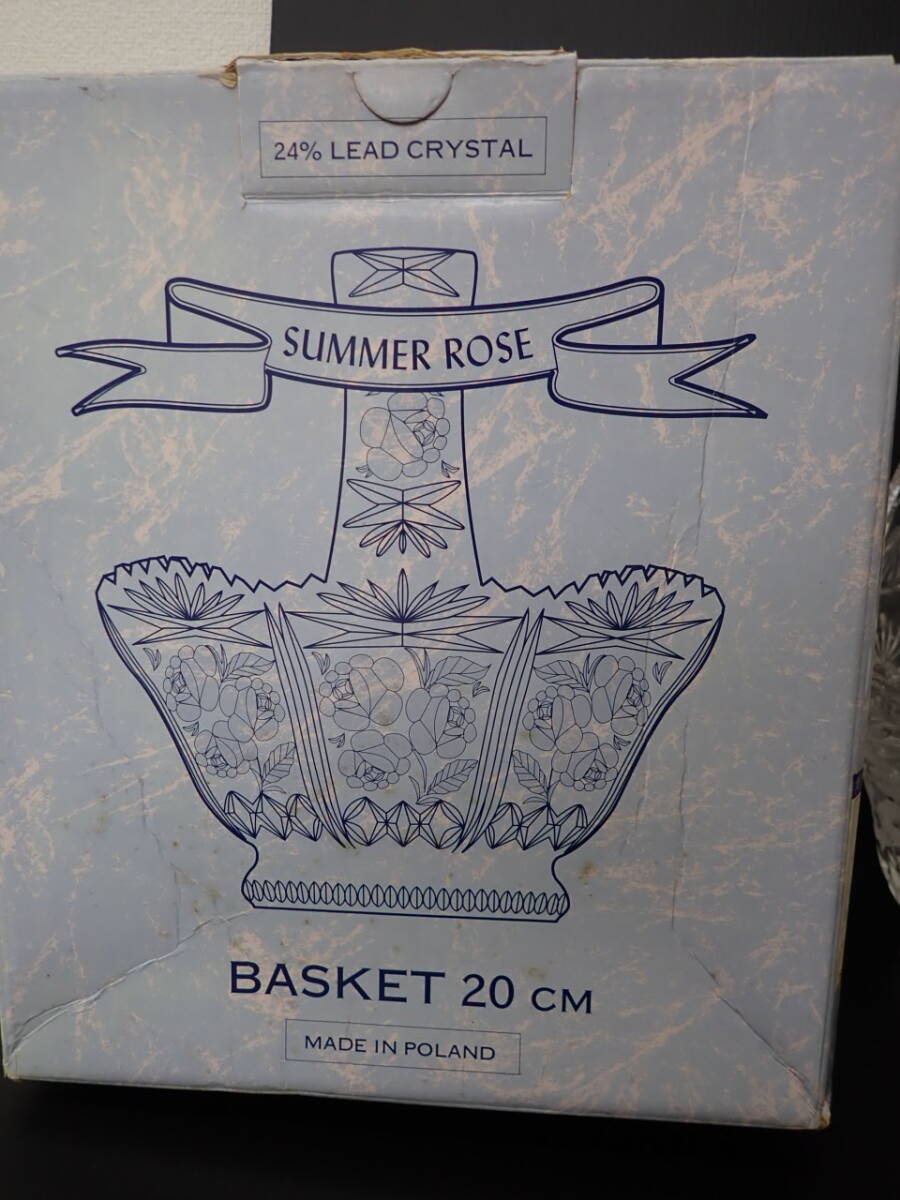 24% LEAD CRYSTAL
SUMMER ROSE
BASKET 20 CM
MADE IN POLAND